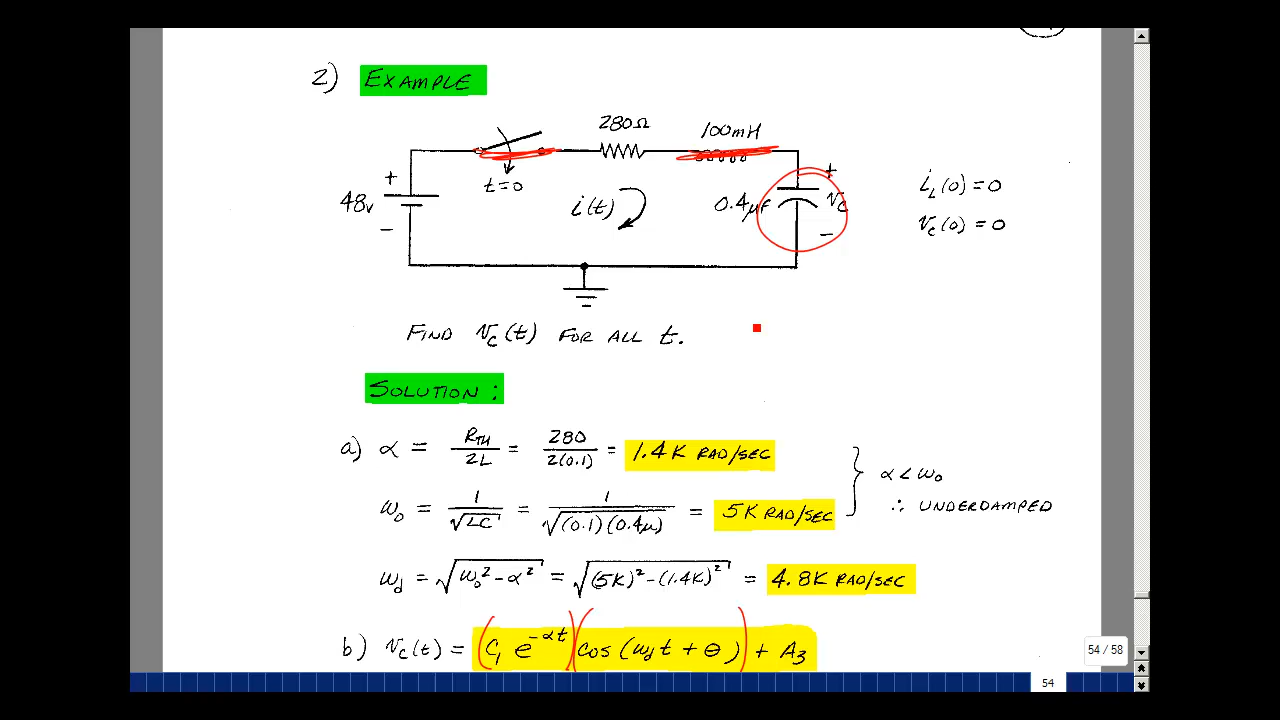 2) EXAMPLE
280Ω
100mH
t=0
+
48V
-
i(t)
0.4μF
+
Vc
-
iL(0) = 0
Vc(0) = 0
FIND Vc(t) FOR ALL t.
SOLUTION:
a) α = RTH/2L = 280/2(0.1) = 1.4K RAD/SEC
α < ω0
ω0 = 1/√LC = 1/√(0.1)(0.4μ) = 5K RAD/SEC
∴ UNDERDAMPED
ωd = √ω0² - α² = √(5K)² - (1.4K)² = 4.8K RAD/SEC
b) Vc(t) = (C1 e^-αt)(cos(ωdt + θ) + A3
54 / 58
54